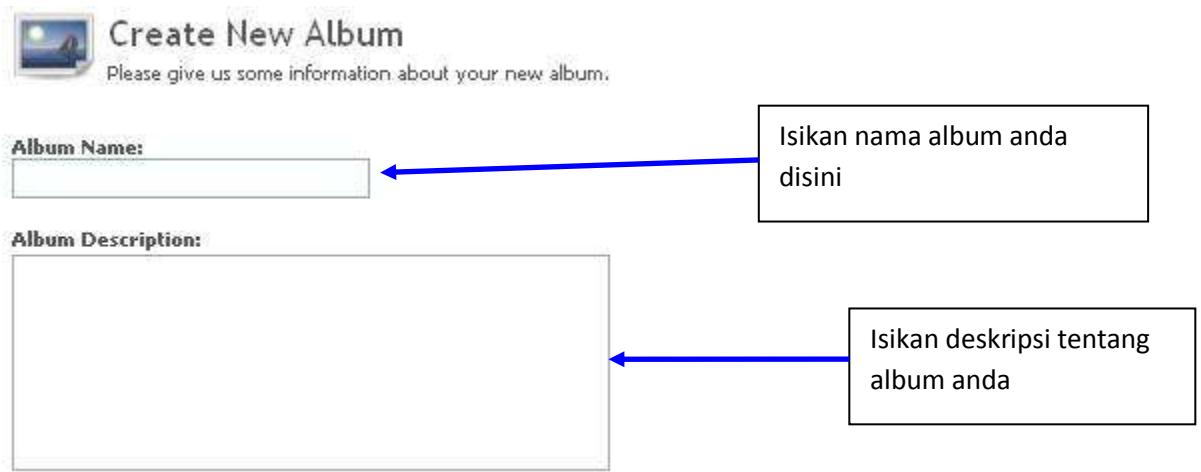 Create New Album
Please give us some information about your new album.
Album Name:
Isikan nama album anda
disini
Album Description:
Isikan deskripsi tentang
album anda